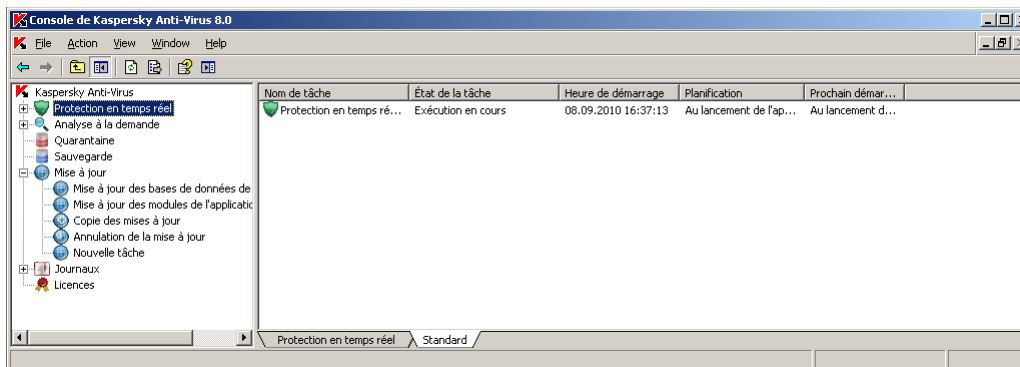 Console de Kaspersky Anti-Virus 8.0
File Action View Window Help
Kaspersky Anti-Virus
Protection en temps réel
Analyse à la demande
Quarantaine
Sauvegarde
Mise à jour
Mise à jour des bases de données de
Mise à jour des modules de l'applicatic
Copie des mises à jour
Annulation de la mise à jour
Nouvelle tâche
Journaux
Licences
Nom de tâche État de la tâche Heure de démarrage Planification Prochain démar...
Protection en temps ré... Exécution en cours 08.09.2010 16:37:13 Au lancement de l'ap... Au lancement d...
Protection en temps réel Standard